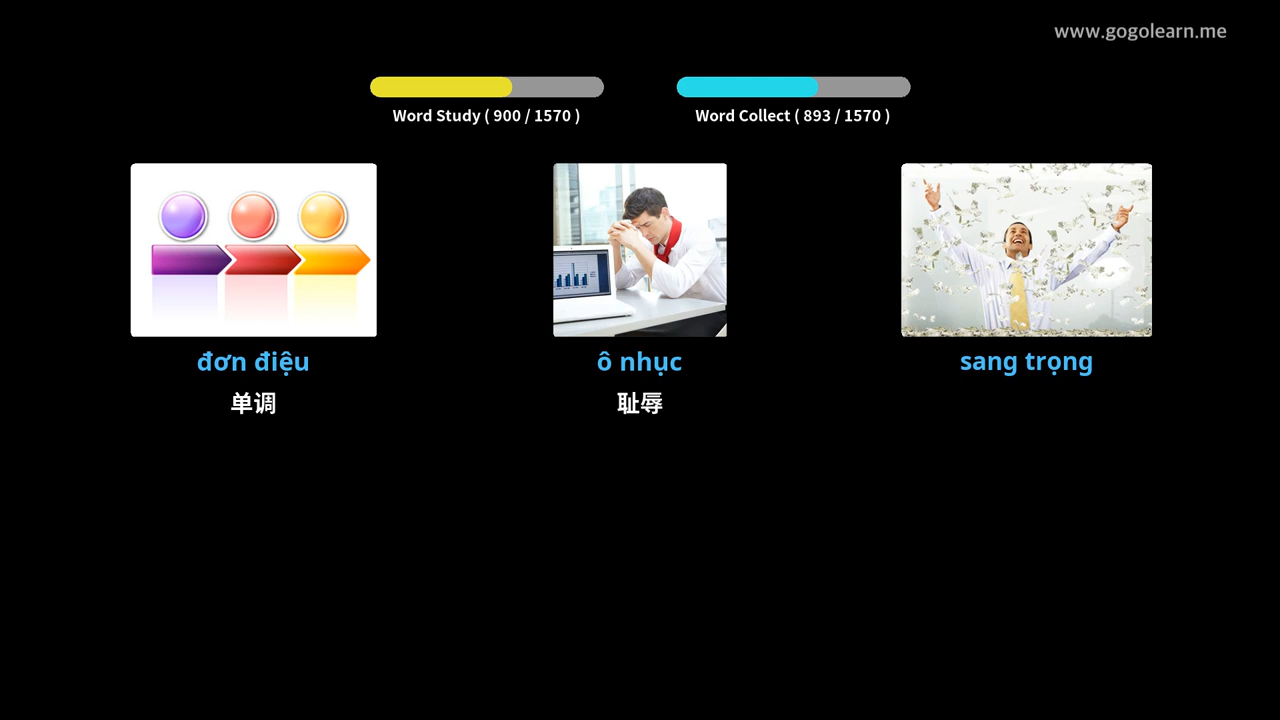 www.gogolearn.me
Word Study ( 900 / 1570 )
Word Collect ( 893 / 1570 )
đơn điệu
ô nhục
sang trọng
单调
耻辱